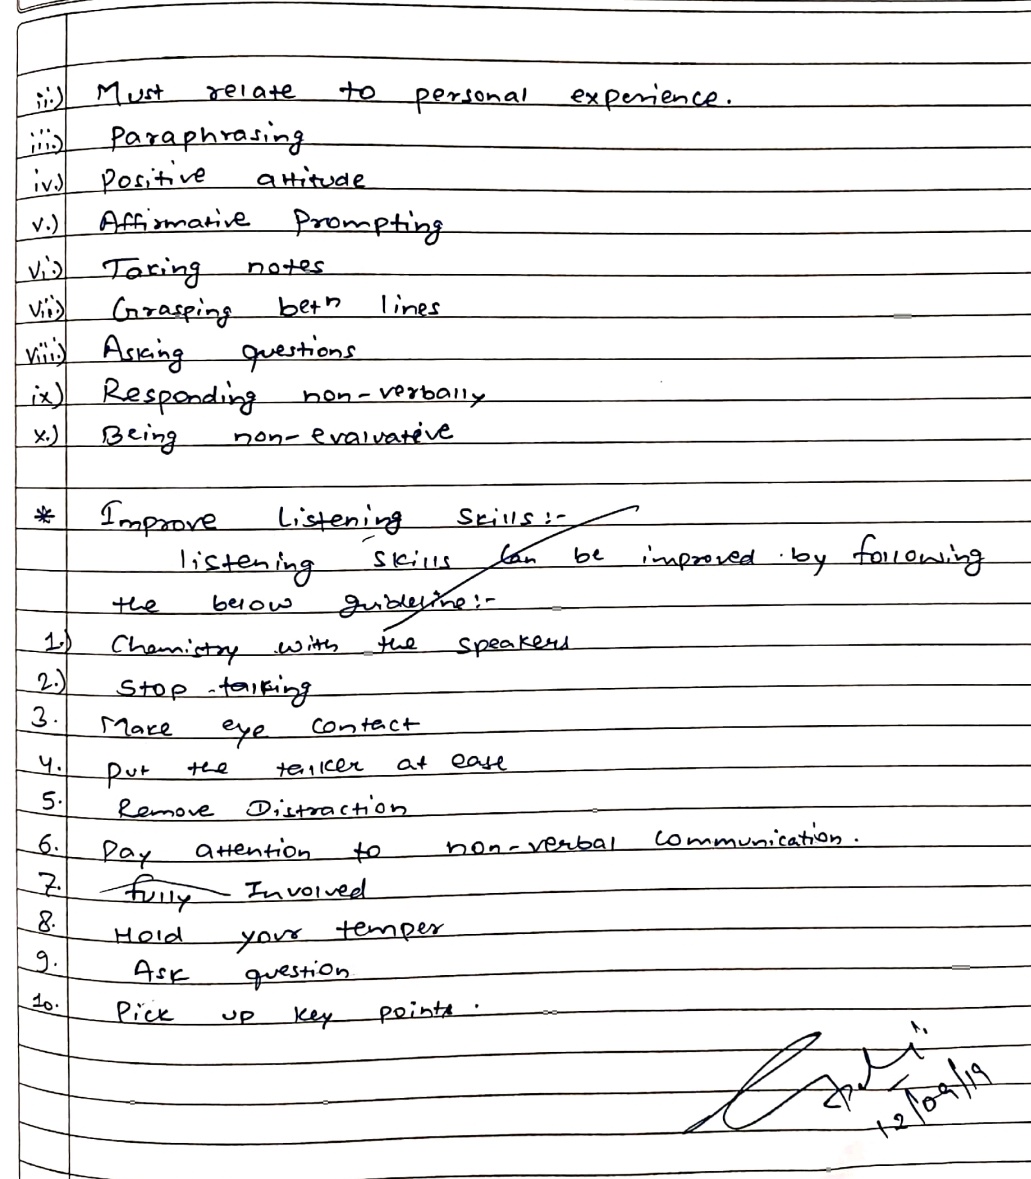 ii.) Must relate to personal experience.
iii.) Paraphrasing
iv.) Positive attitude
v.) Affirmative Prompting
vi.) Taking notes
vii.) Grasping betn lines
viii.) Asking questions
ix.) Responding non-verbally
x.) Being non-evaluative
* Improve Listening Skills :-
listening skills can be improved by following
the below guideline :-
1.) Chemistry with the speakers
2.) Stop talking
3. Make eye contact
4. Put the talker at ease
5. Remove Distraction
6. Pay attention to non-verbal communication.
7. fully Involved
8. Hold your temper
9. Ask question
10. Pick up key points.
12/09/19